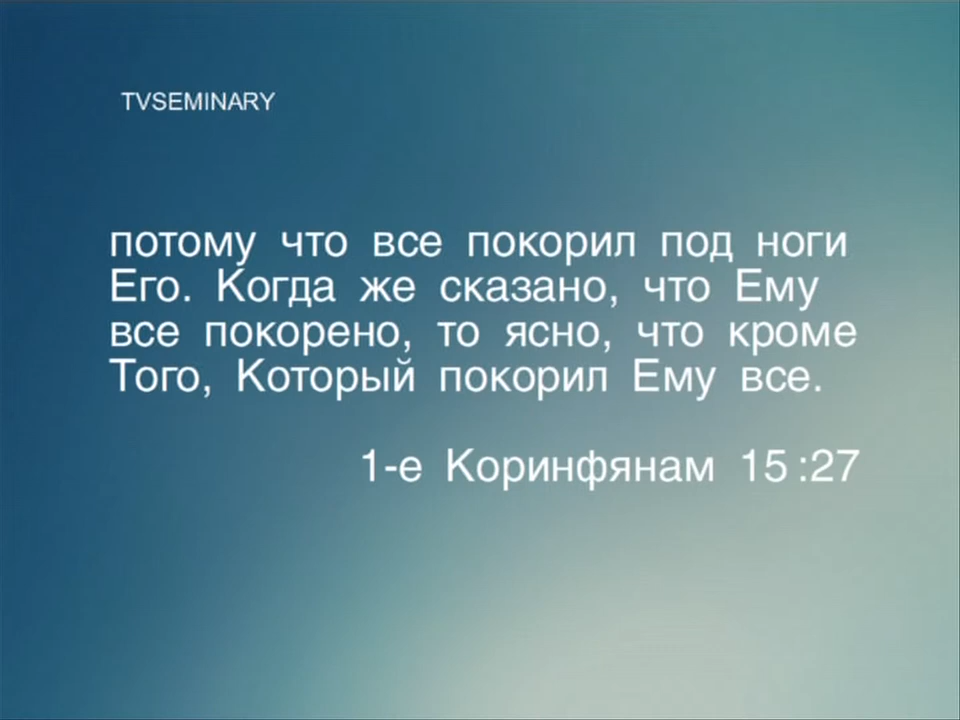 TVSEMINARY
потому что все покорил под ноги
Его. Когда же сказано, что Ему
все покорено, то ясно, что кроме
Того, Который покорил Ему все.
1-е Коринфянам 15:27